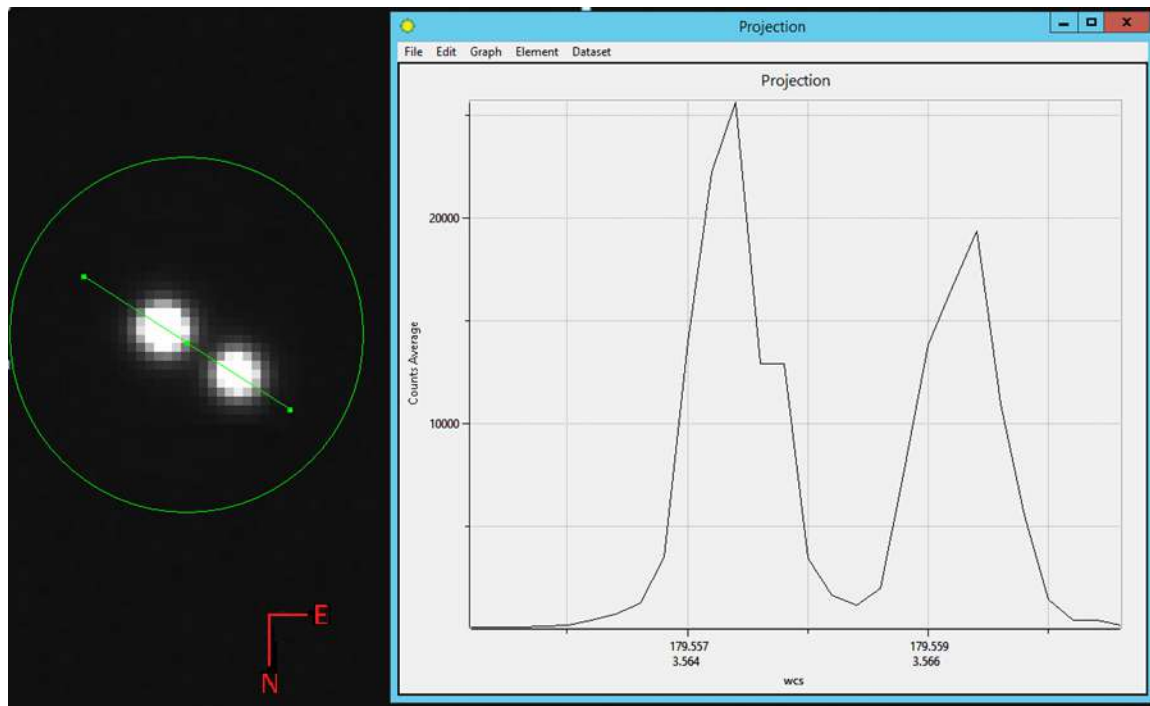 Projection
File Edit Graph Element Dataset
Projection
20000
10000
Counts Average
179.557
3.564
179.559
3.566
wcs
E
N